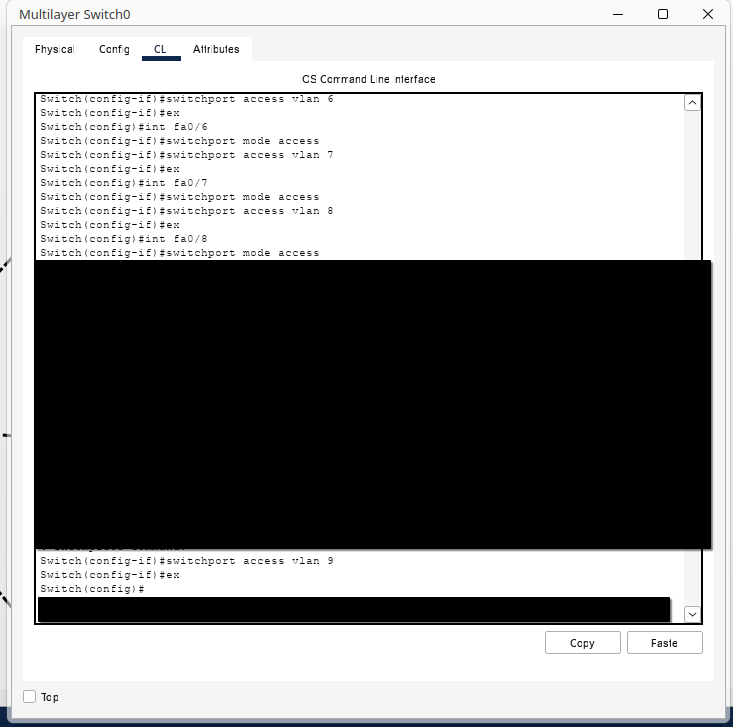 Multilayer Switch0
Physical Config CLI Attributes
IOS Command Line Interface
Switch(config-if)#switchport access vlan 6
Switch(config-if)#ex
Switch(config)#int fa0/6
Switch(config-if)#switchport mode access
Switch(config-if)#switchport access vlan 7
Switch(config-if)#ex
Switch(config)#int fa0/7
Switch(config-if)#switchport mode access
Switch(config-if)#switchport access vlan 8
Switch(config-if)#ex
Switch(config)#int fa0/8
Switch(config-if)#switchport mode access
Switch(config-if)#switchport access vlan 9
Switch(config-if)#ex
Switch(config)#
Copy Paste
Top